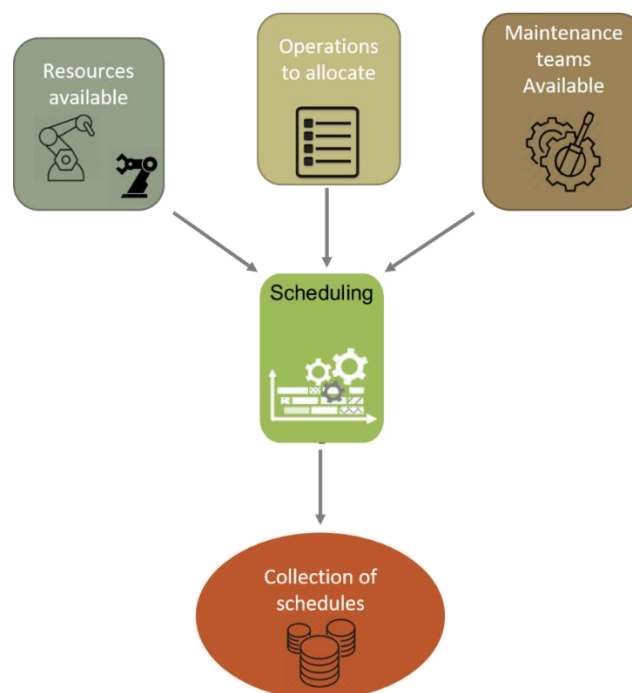 Resources
available
Operations
to allocate
Maintenance
teams
Available
Scheduling
Collection of
schedules